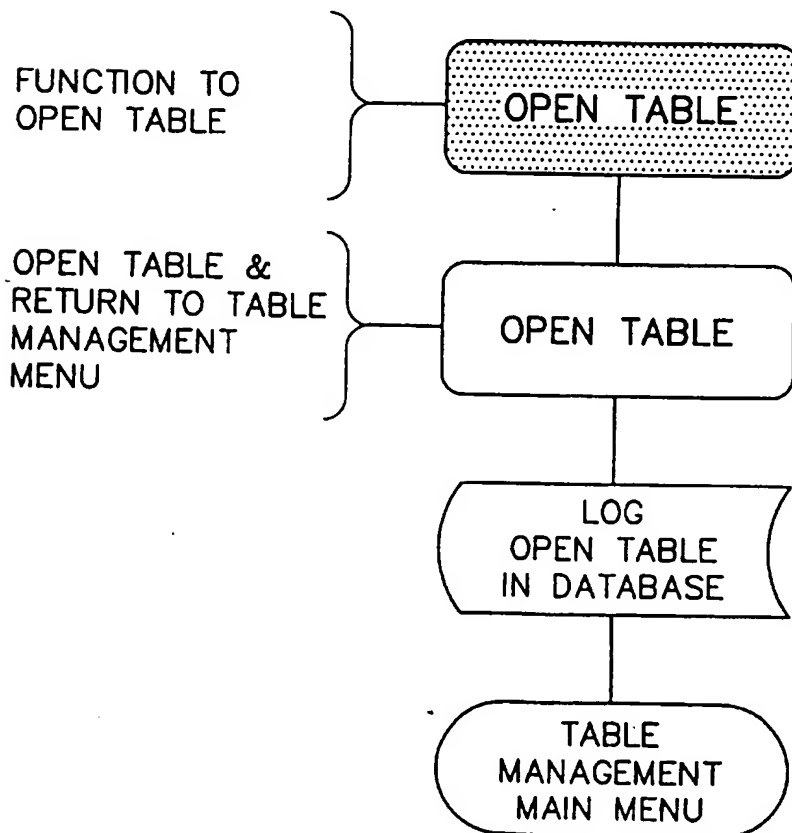 FUNCTION TO
OPEN TABLE
OPEN TABLE
OPEN TABLE &
RETURN TO TABLE
MANAGEMENT
MENU
OPEN TABLE
LOG
OPEN TABLE
IN DATABASE
TABLE
MANAGEMENT
MAIN MENU